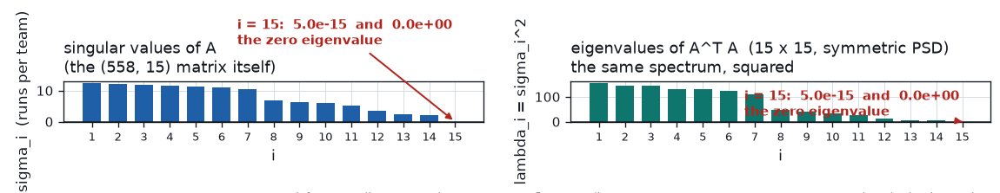 i = 15:  5.0e-15  and  0.0e+00
the zero eigenvalue
singular values of A
(the (558, 15) matrix itself)
sigma_i  (runs per team)
10
0
1 2 3 4 5 6 7 8 9 10 11 12 13 14 15
i
eigenvalues of A^T A  (15 x 15, symmetric PSD)
the same spectrum, squared
lambda_i = sigma_i^2
100
0
i = 15:  5.0e-15  and  0.0e+00
the zero eigenvalue
1 2 3 4 5 6 7 8 9 10 11 12 13 14 15
i